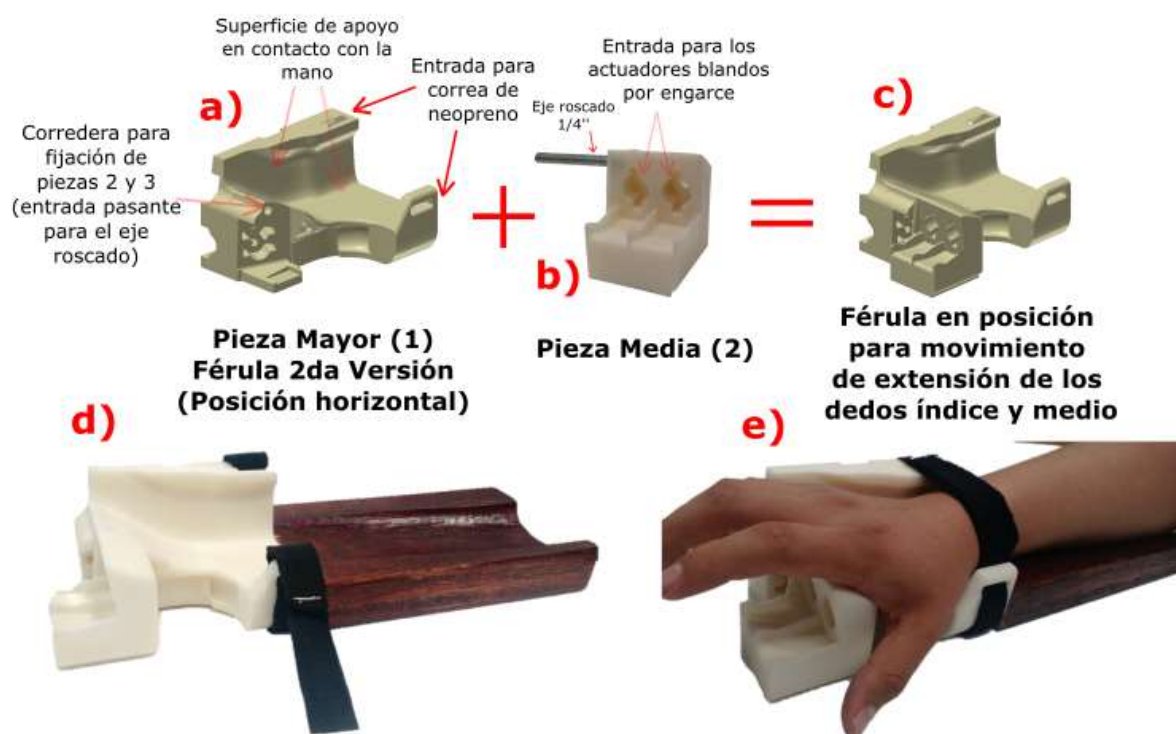 Superficie de apoyo
en contacto con la
mano
a)
Entrada para
correa de
neopreno
Corredera para
fijación de
piezas 2 y 3
(entrada pasante
para el eje
roscado)
Entrada para los
actuadores blandos
por engarce
Eje roscado
1/4''
b)
c)
Pieza Mayor (1)
Férula 2da Versión
(Posición horizontal)
Pieza Media (2)
Férula en posición
para movimiento
de extensión de los
dedos índice y medio
d)
e)